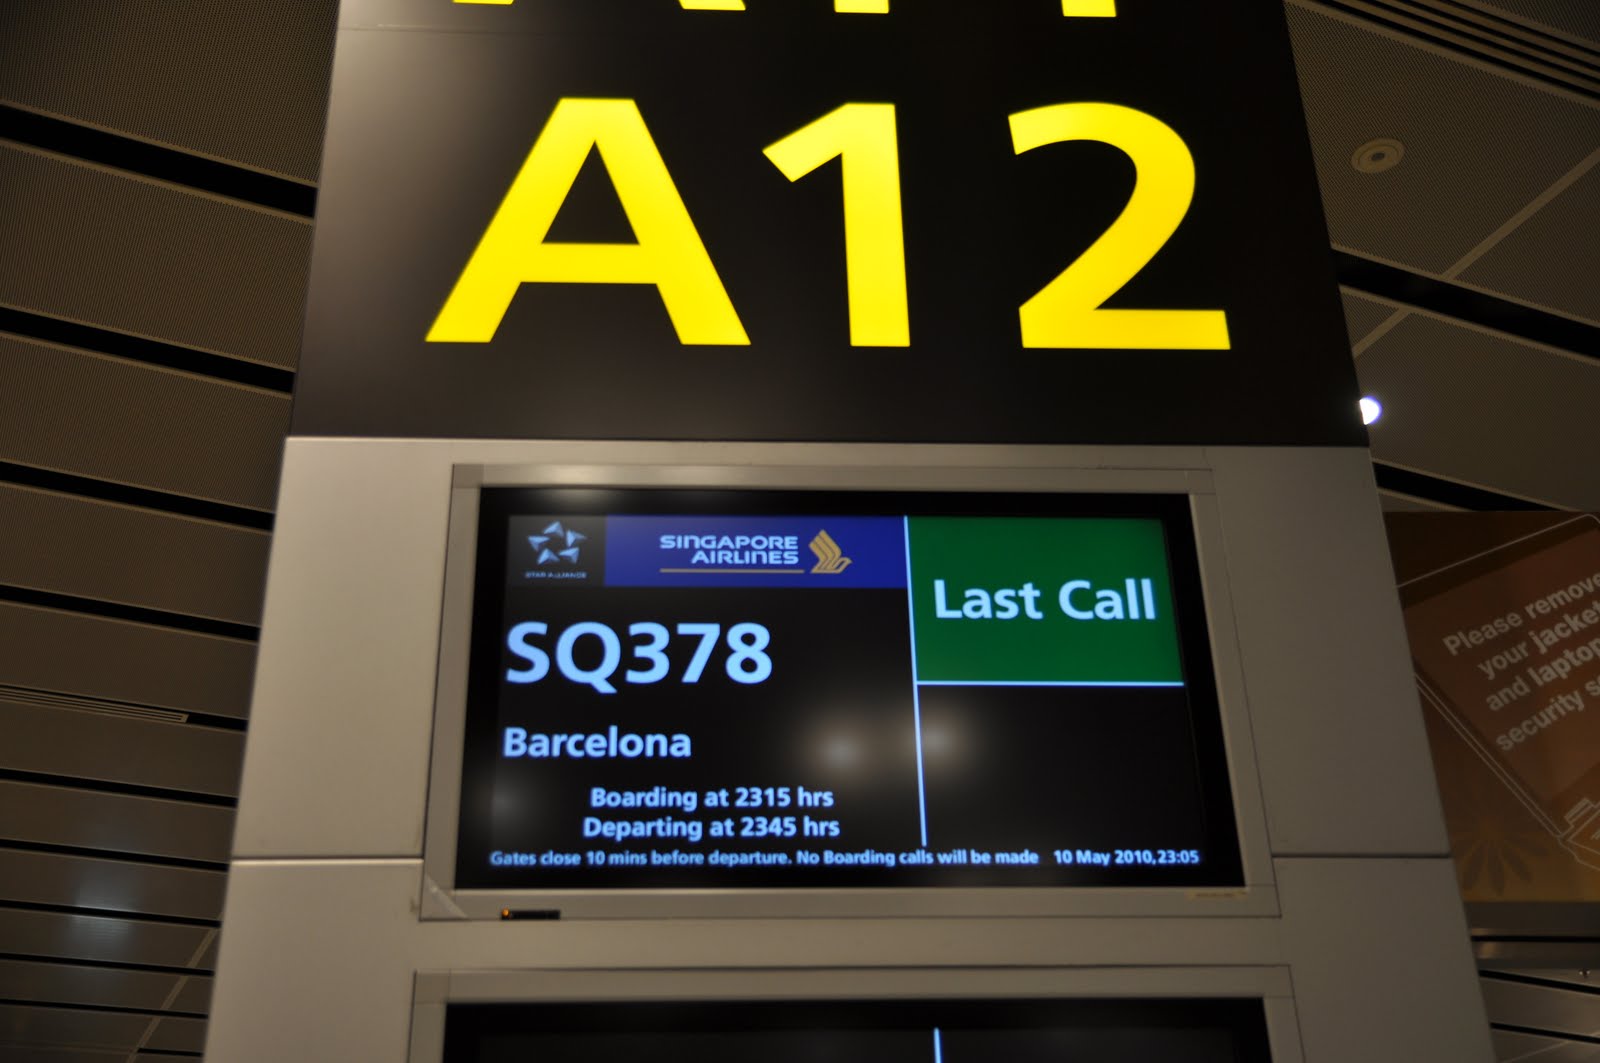 A12
STAR ALLIANCE
SINGAPORE
AIRLINES
Last Call
SQ378
Barcelona
Boarding at 2315 hrs
Departing at 2345 hrs
Gates close 10 mins before departure. No Boarding calls will be made 10 May 2010,23:05
Please remove
your jacket
and laptop
security